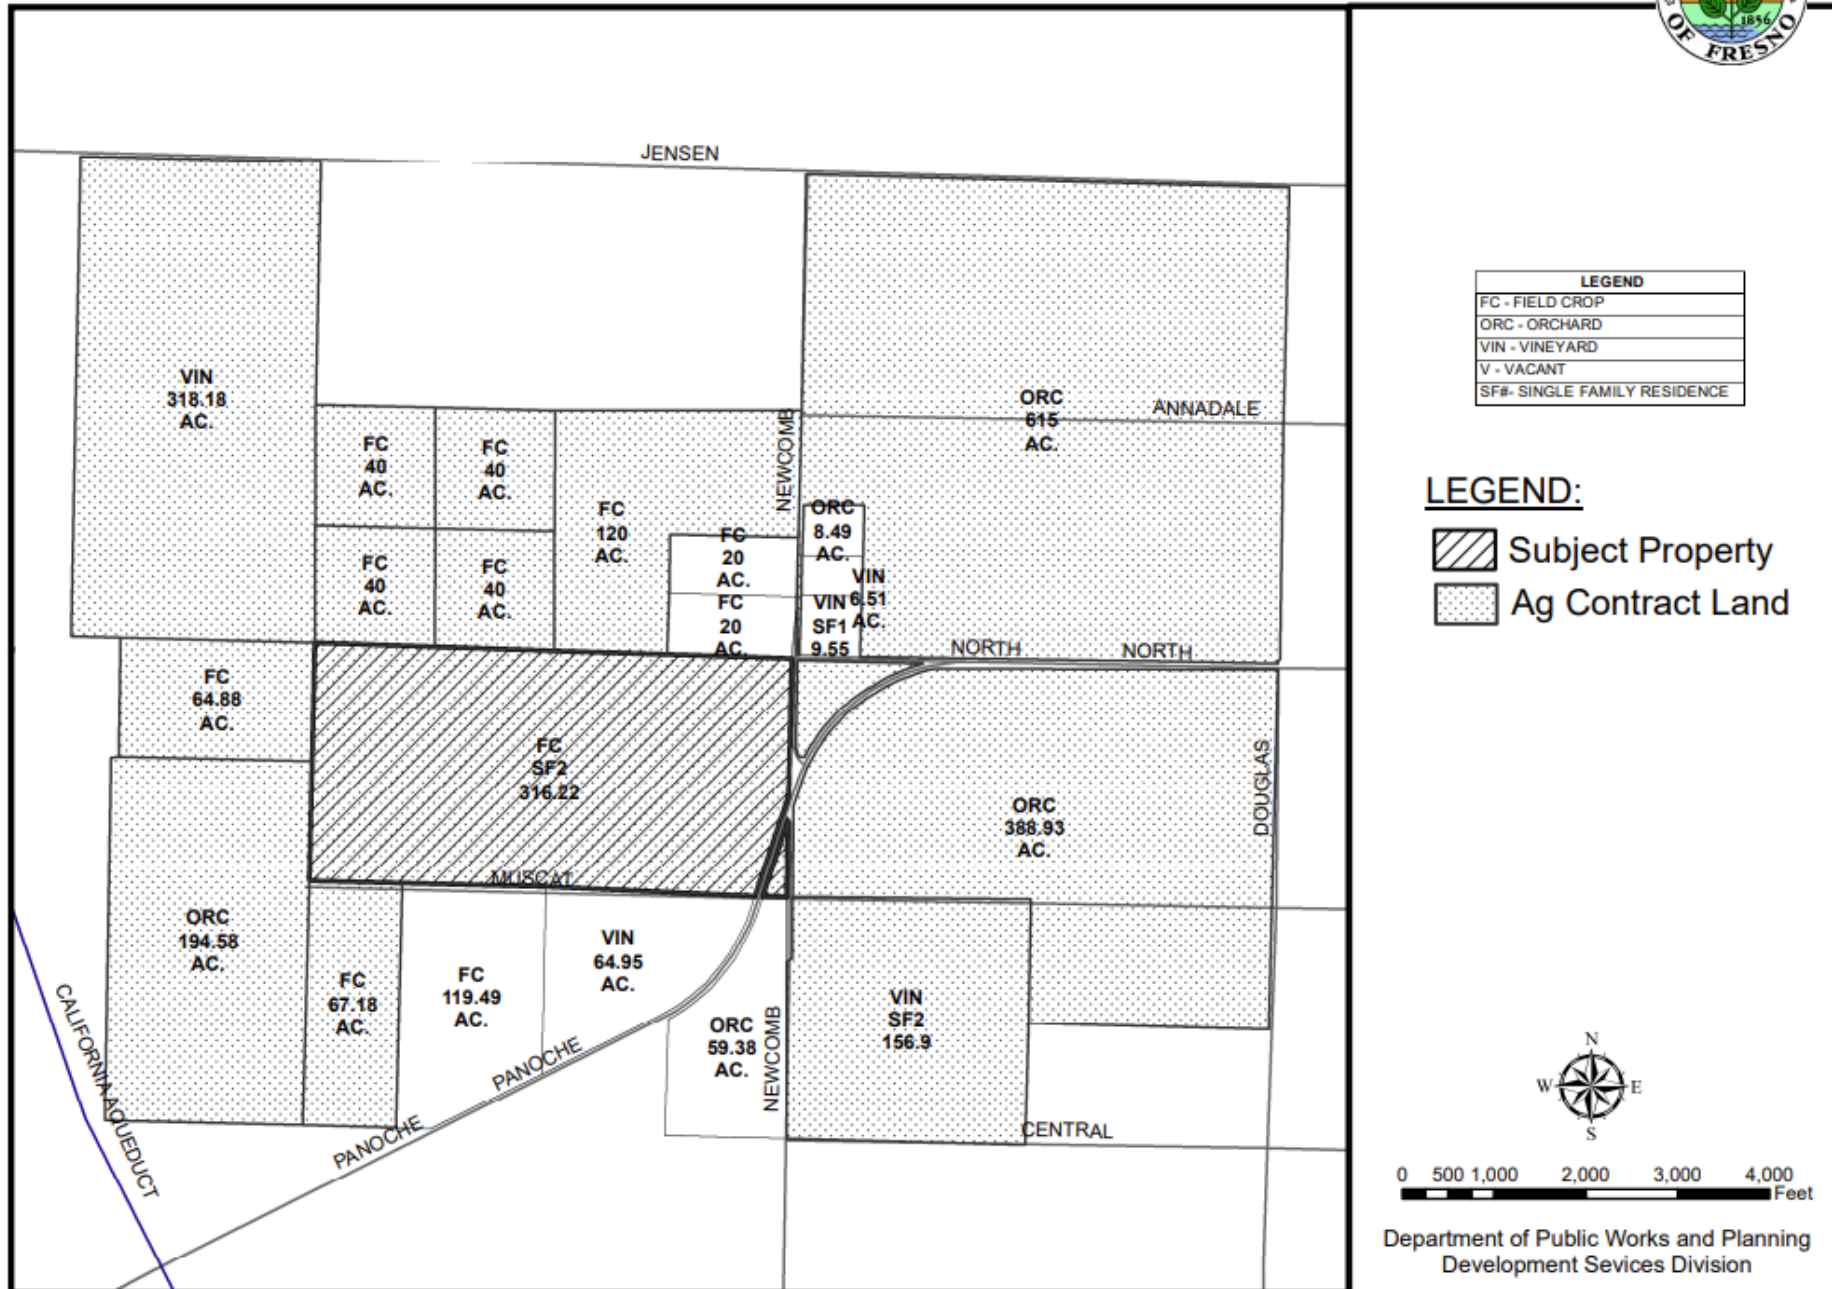 1856
OF FRESNO
JENSEN
VIN
318.18
AC.
ORC
615
AC.
ANNADALE
NEWCOMB
FC
40
AC.
FC
40
AC.
FC
120
AC.
FC
40
AC.
FC
40
AC.
FC
20
AC.
FC
20
AC.
ORC
8.49
AC.
VIN
6.51
AC.
VIN
SF1
9.55
NORTH
NORTH
FC
64.88
AC.
FC
SF2
316.22
MUSCAT
ORC
388.93
AC.
DOUGLAS
ORC
194.58
AC.
FC
67.18
AC.
FC
119.49
AC.
VIN
64.95
AC.
ORC
59.38
AC.
NEWCOMB
VIN
SF2
156.9
PANOCHE
PANOCHE
CENTRAL
CALIFORNIA AQUEDUCT
LEGEND
FC - FIELD CROP
ORC - ORCHARD
VIN - VINEYARD
V - VACANT
SF#- SINGLE FAMILY RESIDENCE
LEGEND:
Subject Property
Ag Contract Land
N
W E
S
0 500 1,000 2,000 3,000 4,000
Feet
Department of Public Works and Planning
Development Sevices Division